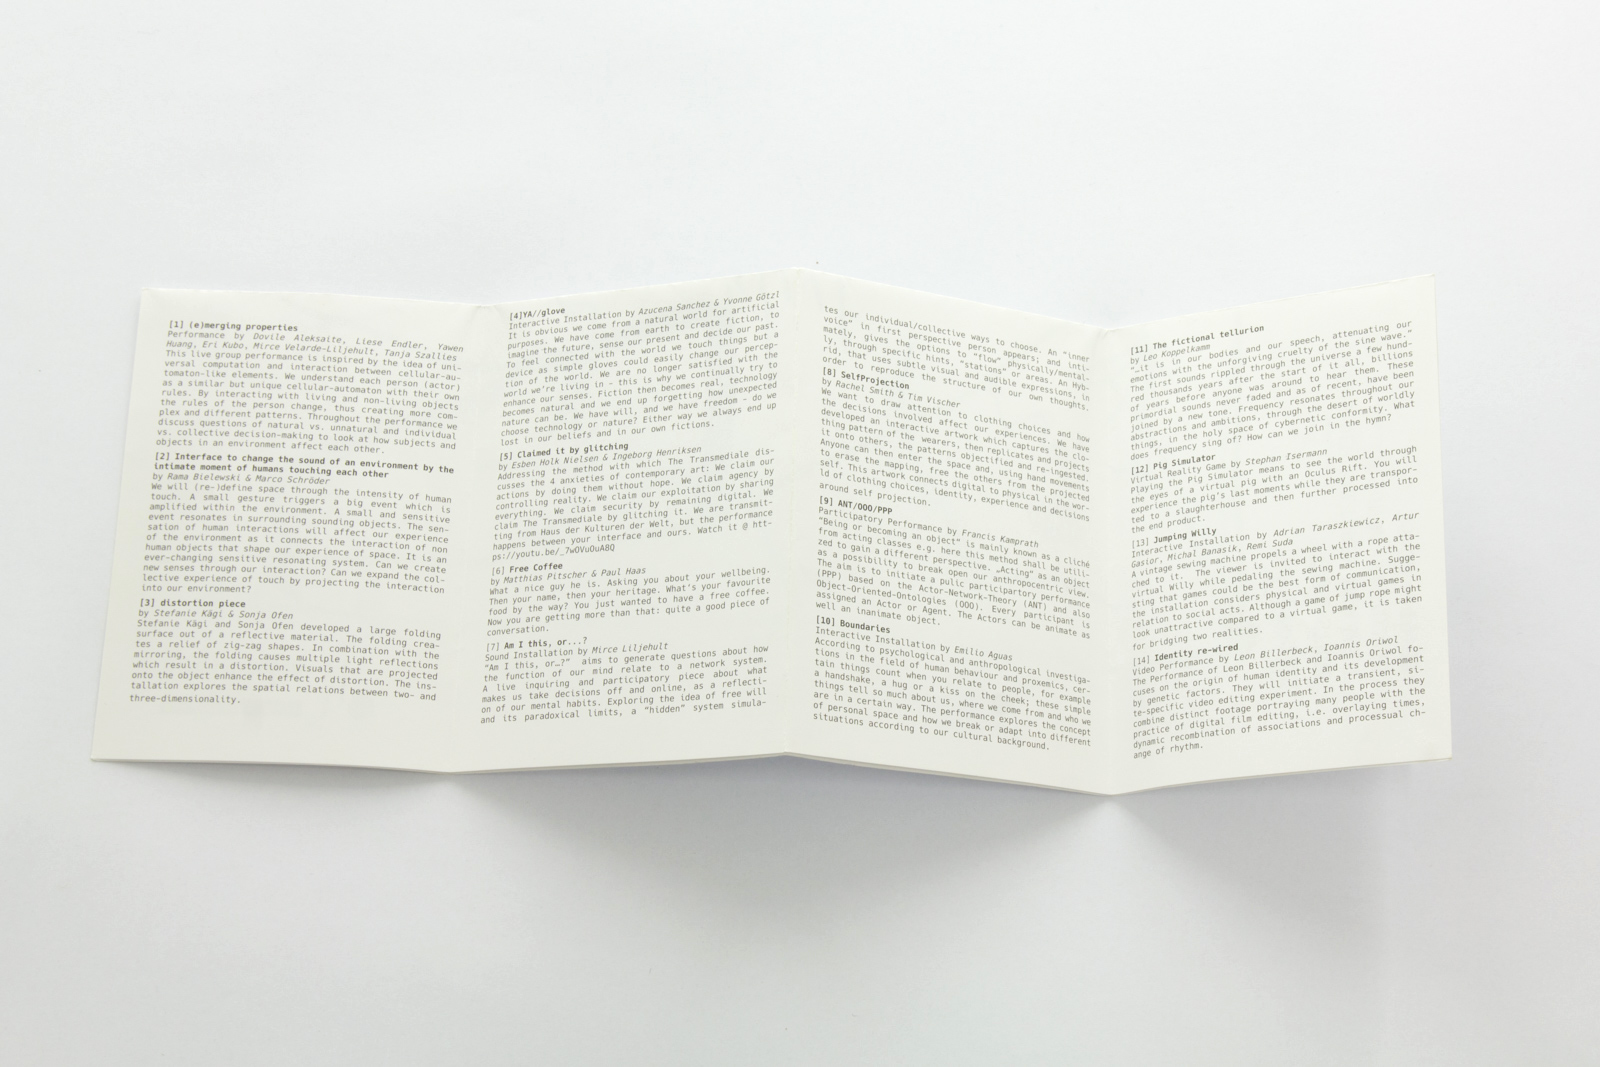 [1] (e)merging properties
Performance by Dovile Aleksaite, Liese Endler, Yawen
Huang, Eri Kubo, Mirce Velarde-Liljehult, Tanja Szallies
This live group performance is inspired by the idea of uni-
versal computation and interaction between cellular-au-
tomaton-like elements. We understand each person (actor)
as a similar but unique cellular-automaton with their own
rules. By interacting with living and non-living objects
the rules of the person change, thus creating more com-
plex and different patterns. Throughout the performance we
discuss questions of natural vs. unnatural and individual
vs. collective decision-making to look at how subjects and
objects in an environment affect each other.
[2] Interface to change the sound of an environment by the
intimate moment of humans touching each other
by Rama Bielewski & Marco Schröder
We will (re-)define space through the intensity of human
touch. A small gesture triggers a big event which is
amplified within the environment. A small and sensitive
event resonates in surrounding sounding objects. The sen-
sation of human interactions will affect our experience
of the environment as it connects the interaction of non
human objects that shape our experience of space. It is an
ever-changing sensitive resonating system. Can we create
new senses through our interaction? Can we expand the col-
lective experience of touch by projecting the interaction
into our environment?
[3] distortion piece
by Stefanie Kägi & Sonja Ofen
Stefanie Kägi and Sonja Ofen developed a large folding
surface out of a reflective material. The folding crea-
tes a relief of zig-zag shapes. In combination with the
mirroring, the folding causes multiple light reflections
which result in a distortion. Visuals that are projected
onto the object enhance the effect of distortion. The ins-
tallation explores the spatial relations between two- and
three-dimensionality.
[4]YA//glove
Interactive Installation by Azucena Sanchez & Yvonne Götzl
It is obvious we come from a natural world for artificial
purposes. We have come from earth to create fiction, to
imagine the future, sense our present and decide our past.
To feel connected with the world we touch things but a
device as simple gloves could easily change our percep-
tion of the world. We are no longer satisfied with the
world we're living in - this is why we continually try to
enhance our senses. Fiction then becomes real, technology
becomes natural and we end up forgetting how unexpected
nature can be. We have will, and we have freedom - do we
choose technology or nature? Either way we always end up
lost in our beliefs and in our own fictions.
[5] Claimed it by glitching
by Esben Holk Nielsen & Ingeborg Henriksen
Addressing the method with which The Transmediale dis-
cusses the 4 anxieties of contemporary art: We claim our
actions by doing them without hope. We claim agency by
controlling reality. We claim our exploitation by sharing
everything. We claim security by remaining digital. We
claim The Transmediale by glitching it. We are transmit-
ting from Haus der Kulturen der Welt, but the performance
happens between your interface and ours. Watch it @ htt-
ps://youtu.be/_7wOVuOuA8Q
[6] Free Coffee
by Matthias Pitscher & Paul Haas
What a nice guy he is. Asking you about your wellbeing.
Then your name, then your heritage. What's your favourite
food by the way? You just wanted to have a free coffee.
Now you are getting more than that: quite a good piece of
conversation.
[7] Am I this, or...?
Sound Installation by Mirce Liljehult
"Am I this, or…?" aims to generate questions about how
the function of our mind relate to a network system.
A live inquiring and participatory piece about what
makes us take decisions off and online, as a reflecti-
on of our mental habits. Exploring the idea of free will
and its paradoxical limits, a "hidden" system simula-
tes our individual/collective ways to choose. An "inner
voice" in first perspective person appears; and inti-
mately, gives the options to "flow" physically/mental-
ly, through specific hints, "stations" or areas. An Hyb-
rid, that uses subtle visual and audible expressions, in
order to reproduce the structure of our own thoughts.
[8] SelfProjection
by Rachel Smith & Tim Vischer
We want to draw attention to clothing choices and how
the decisions involved affect our experiences. We have
developed an interactive artwork which captures the clo-
thing pattern of the wearers, then replicates and projects
it onto others, the patterns objectified and re-ingested.
Anyone can then enter the space and, using hand movements
to erase the mapping, free the others from the projected
self. This artwork connects digital to physical in the wor-
ld of clothing choices, identity, experience and decisions
around self projection.
[9] ANT/OOO/PPP
Participatory Performance by Francis Kamprath
"Being or becoming an object" is mainly known as a cliché
from acting classes e.g. here this method shall be utili-
zed to gain a different perspective. „Acting" as an object
as a possibility to break open our anthropocentric view.
The aim is to initiate a pulic participartory performance
(PPP) based on the Actor-Network-Theory (ANT) and also
Object-Oriented-Ontologies (OOO). Every participant is
assigned an Actor or Agent. The Actors can be animate as
well an inanimate object.
[10] Boundaries
Interactive Installation by Emilio Aguas
According to psychological and anthropological investiga-
tions in the field of human behaviour and proxemics, cer-
tain things count when you relate to people, for example
a handshake, a hug or a kiss on the cheek; these simple
things tell so much about us, where we come from and who we
are in a certain way. The performance explores the concept
of personal space and how we break or adapt into different
situations according to our cultural background.
[11] The fictional tellurion
by Leo Koppelkamm
"…it is in our bodies and our speech, attenuating our
emotions with the unforgiving cruelty of the sine wave."
The first sounds rippled through the universe a few hund-
red thousands years after the start of it all, billions
of years before anyone was around to hear them. These
primordial sounds never faded and as of recent, have been
joined by a new tone. Frequency resonates throughout our
abstractions and ambitions, through the desert of worldly
things, in the holy space of cybernetic conformity. What
does frequency sing of? How can we join in the hymn?
[12] Pig Simulator
Virtual Reality Game by Stephan Isermann
Playing the Pig Simulator means to see the world through
the eyes of a virtual pig with an Oculus Rift. You will
experience the pig's last moments while they are transpor-
ted to a slaughterhouse and then further processed into
the end product.
[13] Jumping Willy
Interactive Installation by Adrian Taraszkiewicz, Artur
Gastor, Michal Banasik, Remi Suda
A vintage sewing machine propels a wheel with a rope atta-
ched to it. The viewer is invited to interact with the
virtual Willy while pedaling the sewing machine. Sugge-
sting that games could be the best form of communication,
the installation considers physical and virtual games in
relation to social acts. Although a game of jump rope might
look unattractive compared to a virtual game, it is taken
for bridging two realities.
[14] Identity re-wired
Video Performance by Leon Billerbeck, Ioannis Oriwol
The Performance of Leon Billerbeck and Ioannis Oriwol fo-
cuses on the origin of human identity and its development
by genetic factors. They will initiate a transient, si-
te-specific video editing experiment. In the process they
combine distinct footage portraying many people with the
practice of digital film editing, i.e. overlaying times,
dynamic recombination of associations and processual ch-
ange of rhythm.